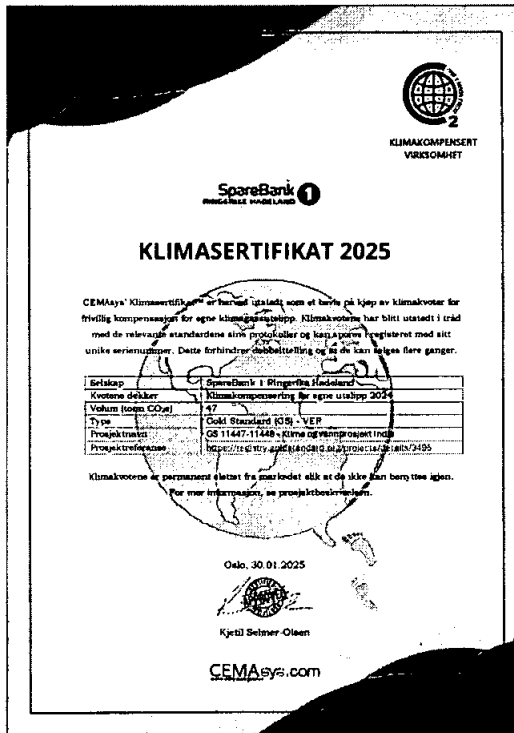 2
KLIMAKOMPENSERT
VIRKSOMHET
SpareBank 1
RINGERIKE HADELAND
KLIMASERTIFIKAT 2025
CEMAsys' Klimasertifikat™ er herved utstedt som et bevis på kjøp av klimakvoter for
frivillig kompensasjon for egne klimagassutslipp. Klimakvotene har blitt utstedt i tråd
med de relevante standardene sine protokoller og kan spores i registeret med sitt
unike serienummer. Dette forhindrer dobbelttelling og at de kan selges flere ganger.
Selskap SpareBank 1 Ringerike Hadeland
Kvotene dekker Klimakompensering for egne utslipp 2024
Volum (tonn CO₂e) 47
Type Gold Standard (GS) - VER
Prosjektnavn GS 11447-11448 - Klima og vannprosjekt India
Prosjektreferanse https://registry.goldstandard.org/projects/details/3495
Klimakvotene er permanent slettet fra markedet slik at de ikke kan benyttes igjen.
For mer informasjon, se prosjektbeskrivelsen.
Oslo, 30.01.2025
Kjetil Selmer-Olsen
CEMAsys.com